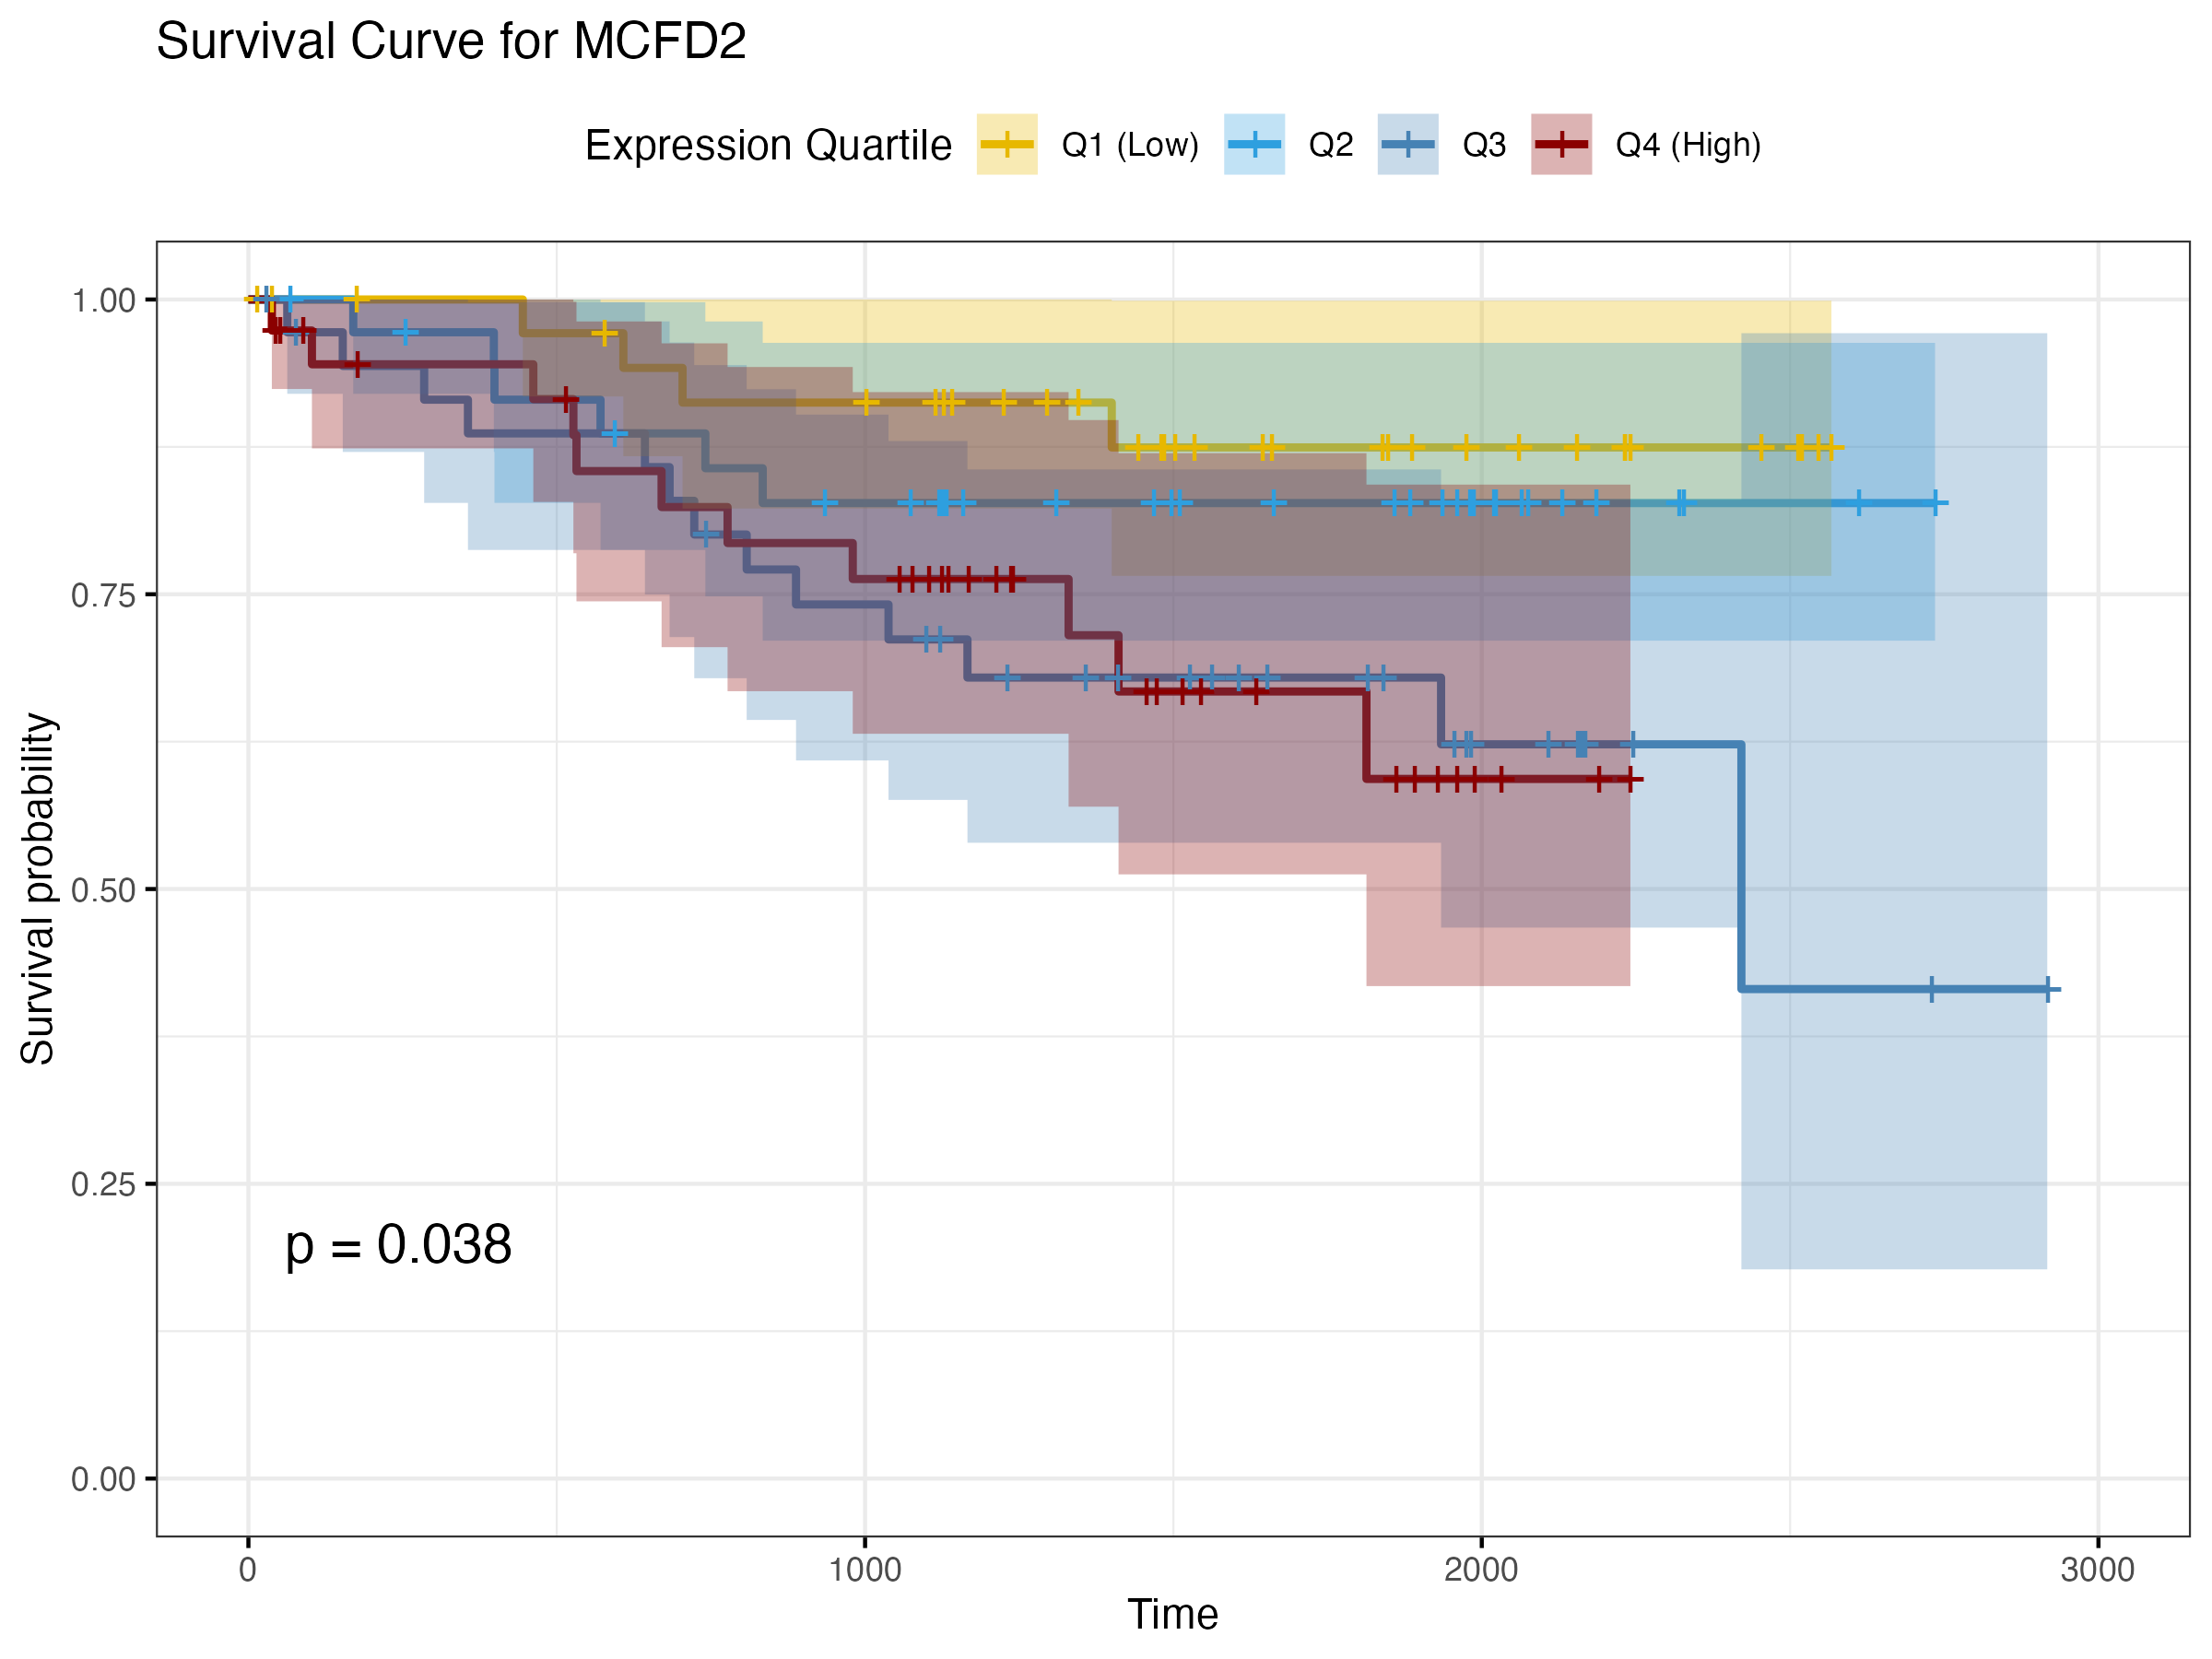 Survival Curve for MCFD2
Expression Quartile Q1 (Low) Q2 Q3 Q4 (High)
Survival probability
1.00
0.75
0.50
0.25
0.00
p = 0.038
0 1000 2000 3000
Time